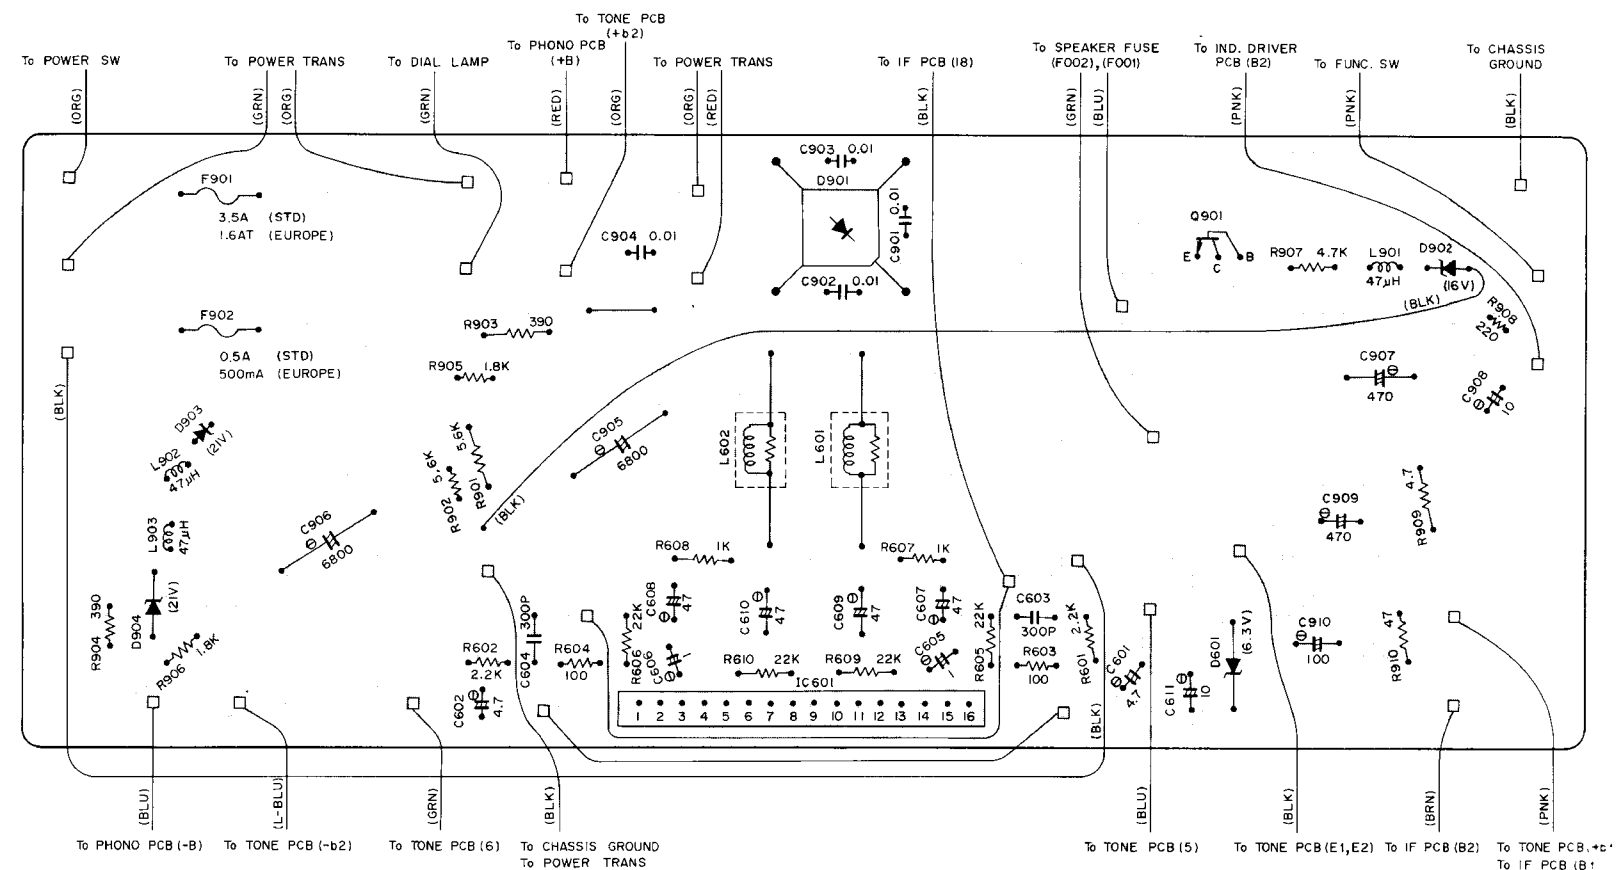 To TONE PCB
(+b2)
To PHONO PCB
(+B)
To POWER SW
To POWER TRANS
To DIAL LAMP
To POWER TRANS
To IF PCB (18)
To SPEAKER FUSE
(F002),(F001)
To IND. DRIVER
PCB (B2)
To FUNC. SW
To CHASSIS
GROUND
(ORG)
(GRN)
(ORG)
(GRN)
(RED)
(ORG)
(ORG)
(RED)
(BLK)
(GRN)
(BLU)
(PNK)
(PNK)
(BLK)
F901
3.5A (STD)
1.6AT (EUROPE)
C904 0.01
C903 0.01
D901
C901 0.01
C902 0.01
Q901
E C B
R907 4.7K
L901
47μH
D902
(16V)
(BLK)
R908
220
F902
0.5A (STD)
500mA (EUROPE)
R903 390
R905 1.8K
(BLK)
C907
470
C908
10
D903
(21V)
L902
47μH
5.6K
R901
5.6K
R902
(BLK)
C905
6800
L602
L601
C906
6800
L903
47μH
C909
470
4.7
R909
R608 1K
R607 1K
390
R904
D904
(21V)
R906 1.8K
300P
C604
R602
2.2K
R604
100
C602
4.7
22K
R606
C608
47
C606
1
C610
47
R610 22K
C609
47
R609 22K
C607
47
C605
1
22K
R605
C603
300P
R603
100
2.2K
R601
C601
4.7
C611
10
D601
(6.3V)
C910
100
47
R910
IC601
1 2 3 4 5 6 7 8 9 10 11 12 13 14 15 16
(BLK)
(BLU)
(L-BLU)
(GRN)
(BLK)
(BLU)
(BLK)
(BRN)
(PNK)
To PHONO PCB (-B)
To TONE PCB (-b2)
To TONE PCB (6)
To CHASSIS GROUND
To POWER TRANS
To TONE PCB (5)
To TONE PCB (E1,E2)
To IF PCB (B2)
To TONE PCB
To IF PCB (B1